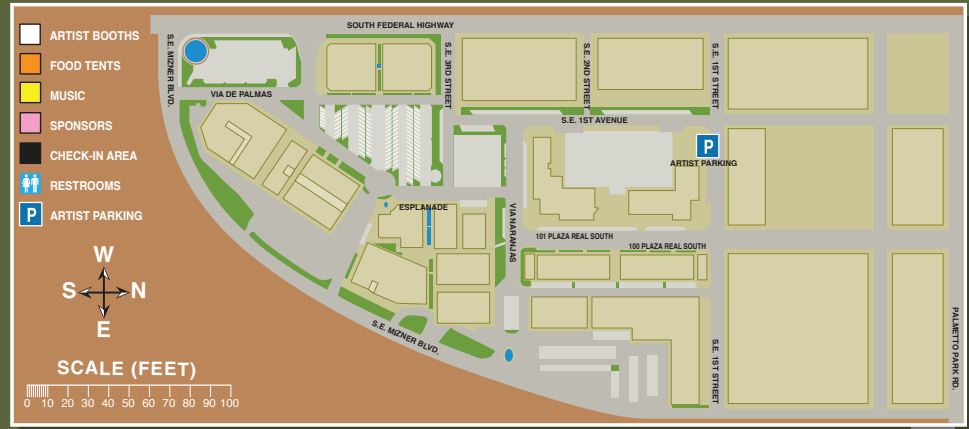 SOUTH FEDERAL HIGHWAY
ARTIST BOOTHS
FOOD TENTS
MUSIC
SPONSORS
CHECK-IN AREA
RESTROOMS
P ARTIST PARKING
S.E. MIZNER BLVD.
VIA DE PALMAS
S.E. 3RD STREET
S.E. 2ND STREET
S.E. 1ST STREET
S.E. 1ST AVENUE
P
ARTIST PARKING
ESPLANADE
VIA NARANJAS
101 PLAZA REAL SOUTH
100 PLAZA REAL SOUTH
W
S N
E
S.E. MIZNER BLVD.
S.E. 1ST STREET
PALMETTO PARK RD.
SCALE (FEET)
0 10 20 30 40 50 60 70 80 90 100